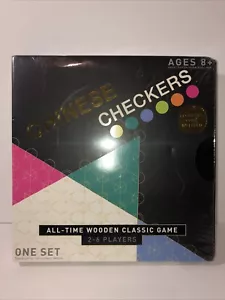 AGES 8+
CHINESE
CHECKERS
ALL-TIME WOODEN CLASSIC GAME
2-6 PLAYERS
ONE SET